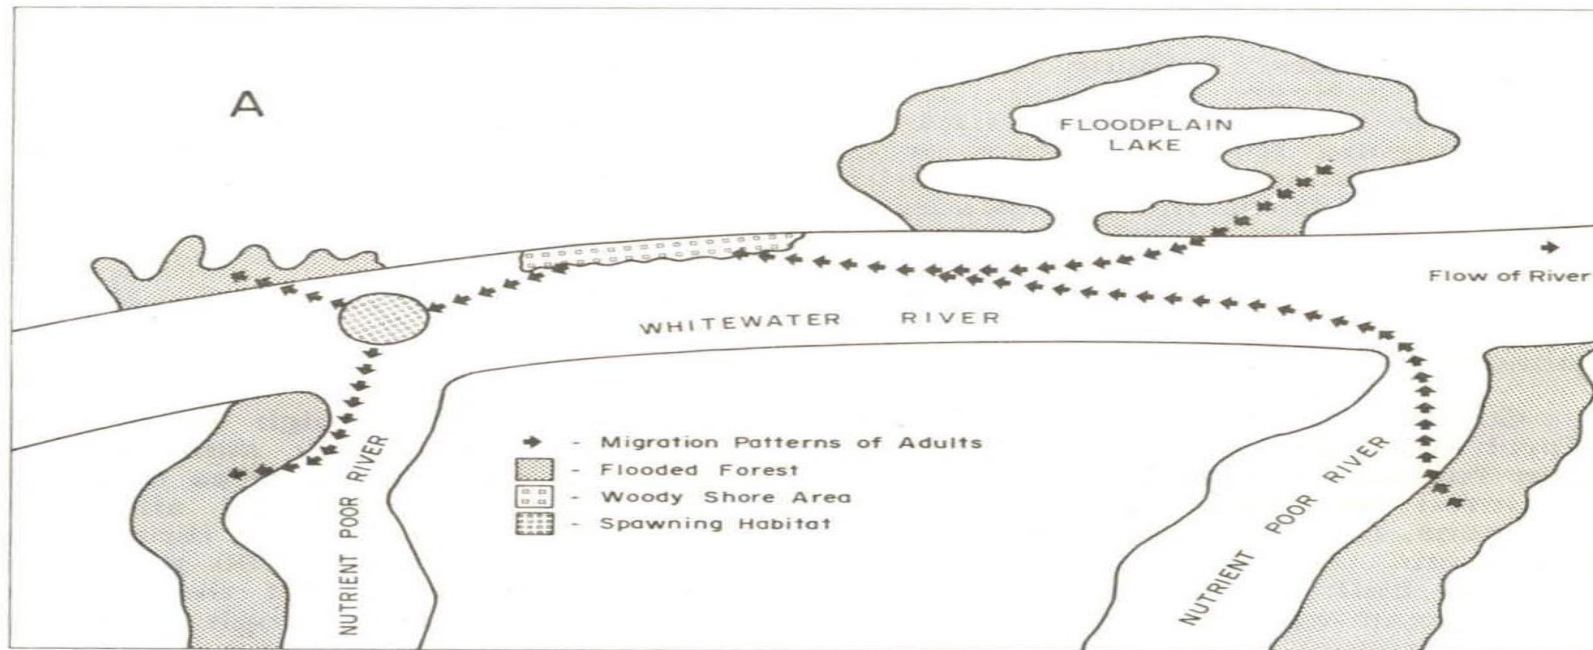 A
FLOODPLAIN
LAKE
Flow of River
WHITEWATER RIVER
- Migration Patterns of Adults
- Flooded Forest
- Woody Shore Area
- Spawning Habitat
NUTRIENT POOR RIVER
NUTRIENT POOR RIVER